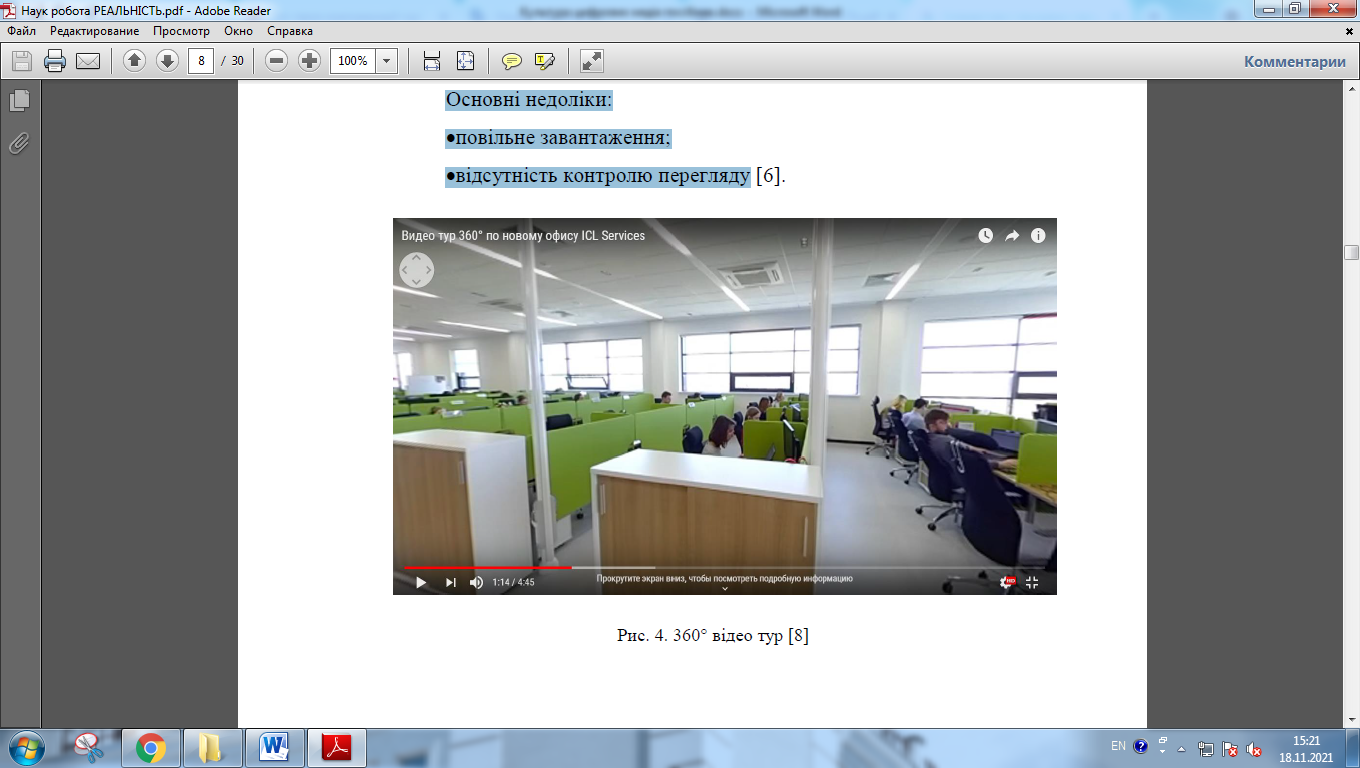 Наук робота РЕАЛЬНІСТЬ.pdf - Adobe Reader
Файл Редактирование Просмотр Окно Справка
8 / 30 100% Комментарии
Основні недоліки:
•повільне завантаження;
•відсутність контролю перегляду [6].
Видео тур 360° по новому офису ICL Services
1:14 / 4:45
Прокрутите экран вниз, чтобы посмотреть подробную информацию
HD
Рис. 4. 360° відео тур [8]
EN
15:21
18.11.2021